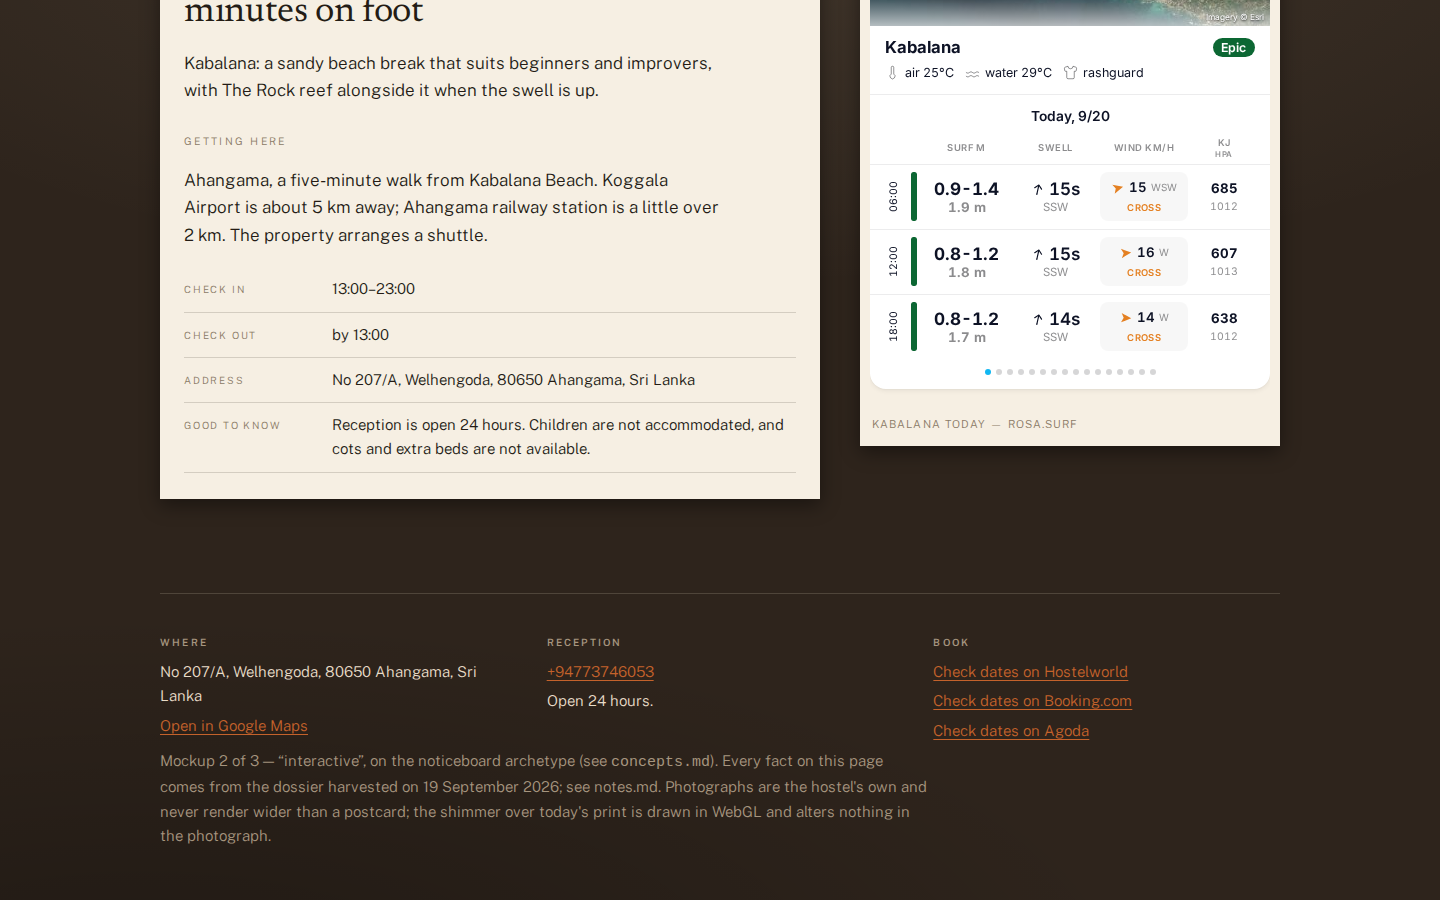 minutes on foot
Kabalana: a sandy beach break that suits beginners and improvers,
with The Rock reef alongside it when the swell is up.
GETTING HERE
Ahangama, a five-minute walk from Kabalana Beach. Koggala
Airport is about 5 km away; Ahangama railway station is a little over
2 km. The property arranges a shuttle.
CHECK IN
13:00–23:00
CHECK OUT
by 13:00
ADDRESS
No 207/A, Welhengoda, 80650 Ahangama, Sri Lanka
GOOD TO KNOW
Reception is open 24 hours. Children are not accommodated, and
cots and extra beds are not available.
Imagery © Esri
Kabalana
Epic
air 25°C water 29°C rashguard
Today, 9/20
SURF M SWELL WIND KM/H KJ
HPA
06:00
0.9-1.4 15s 15 WSW 685
1.9 m SSW CROSS 1012
12:00
0.8-1.2 15s 16 W 607
1.8 m SSW CROSS 1013
18:00
0.8-1.2 14s 14 W 638
1.7 m SSW CROSS 1012
KABALANA TODAY — ROSA.SURF
WHERE
No 207/A, Welhengoda, 80650 Ahangama, Sri
Lanka
Open in Google Maps
RECEPTION
+94773746053
Open 24 hours.
BOOK
Check dates on Hostelworld
Check dates on Booking.com
Check dates on Agoda
Mockup 2 of 3 — “interactive”, on the noticeboard archetype (see concepts.md). Every fact on this page
comes from the dossier harvested on 19 September 2026; see notes.md. Photographs are the hostel's own and
never render wider than a postcard; the shimmer over today's print is drawn in WebGL and alters nothing in
the photograph.